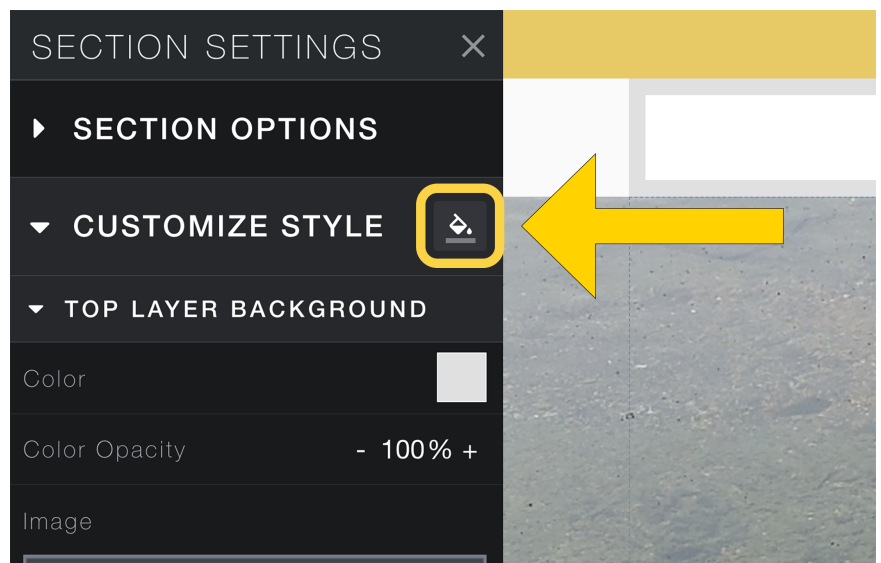 SECTION SETTINGS
SECTION OPTIONS
CUSTOMIZE STYLE
TOP LAYER BACKGROUND
Color
Color Opacity
- 100% +
Image